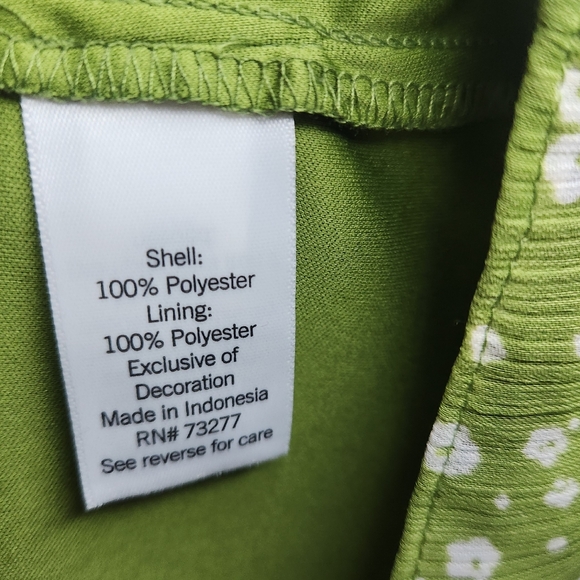 Shell:
100% Polyester
Lining:
100% Polyester
Exclusive of
Decoration
Made in Indonesia
RN# 73277
See reverse for care